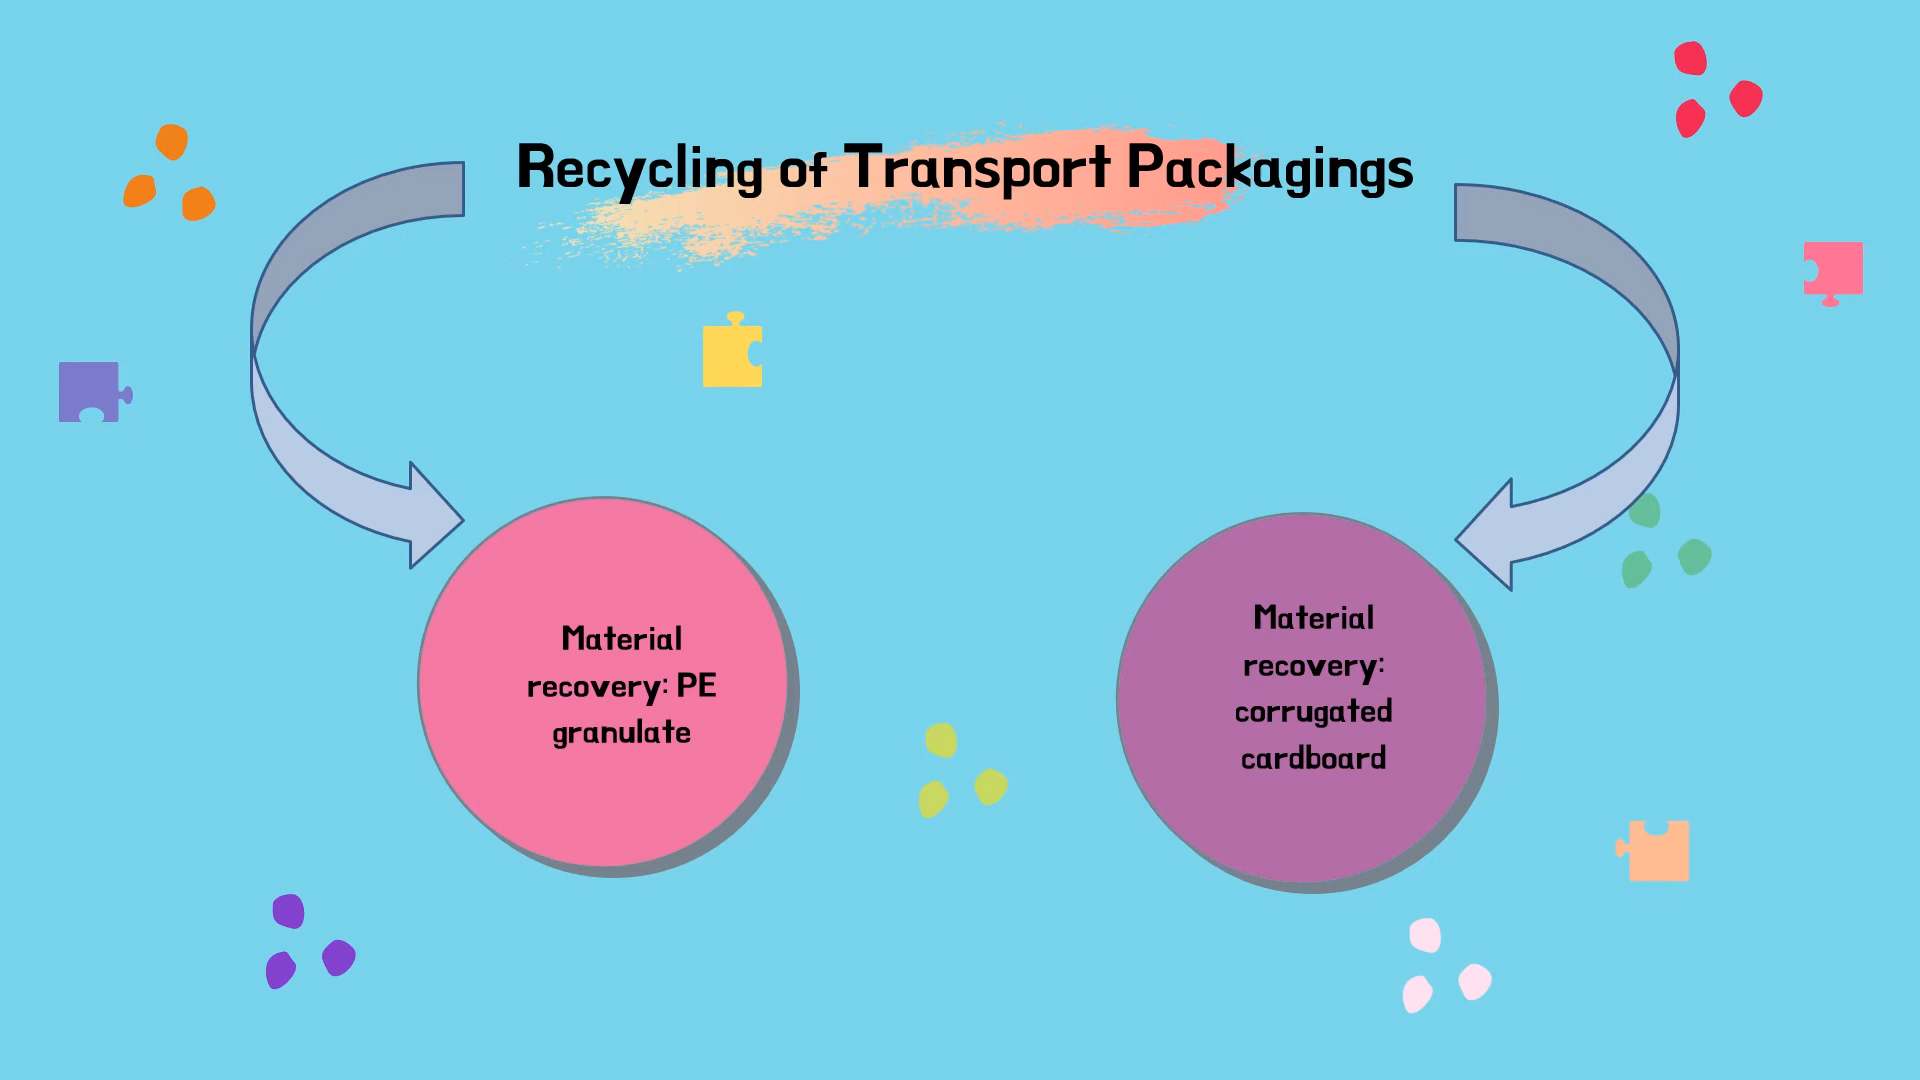 Recycling of Transport Packagings
Material
recovery: PE
granulate
Material
recovery:
corrugated
cardboard